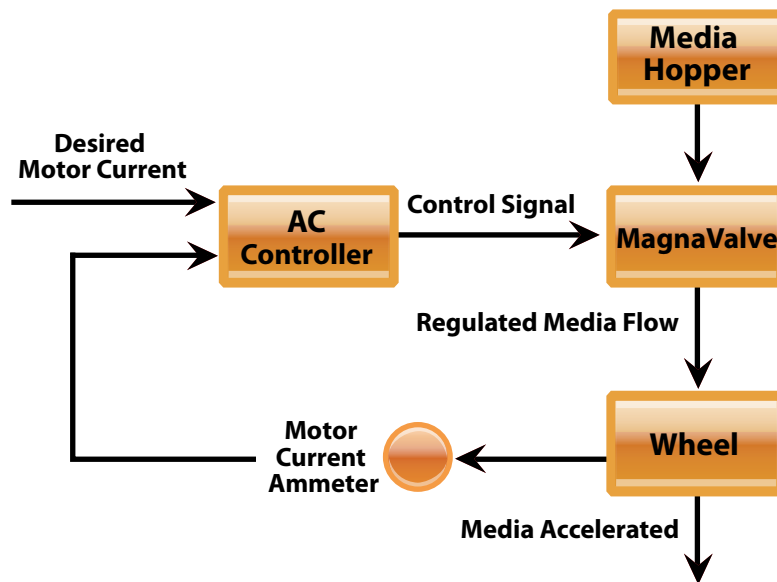 Media
Hopper
Desired
Motor Current
AC
Controller
Control Signal
MagnaValve
Regulated Media Flow
Motor
Current
Ammeter
Wheel
Media Accelerated